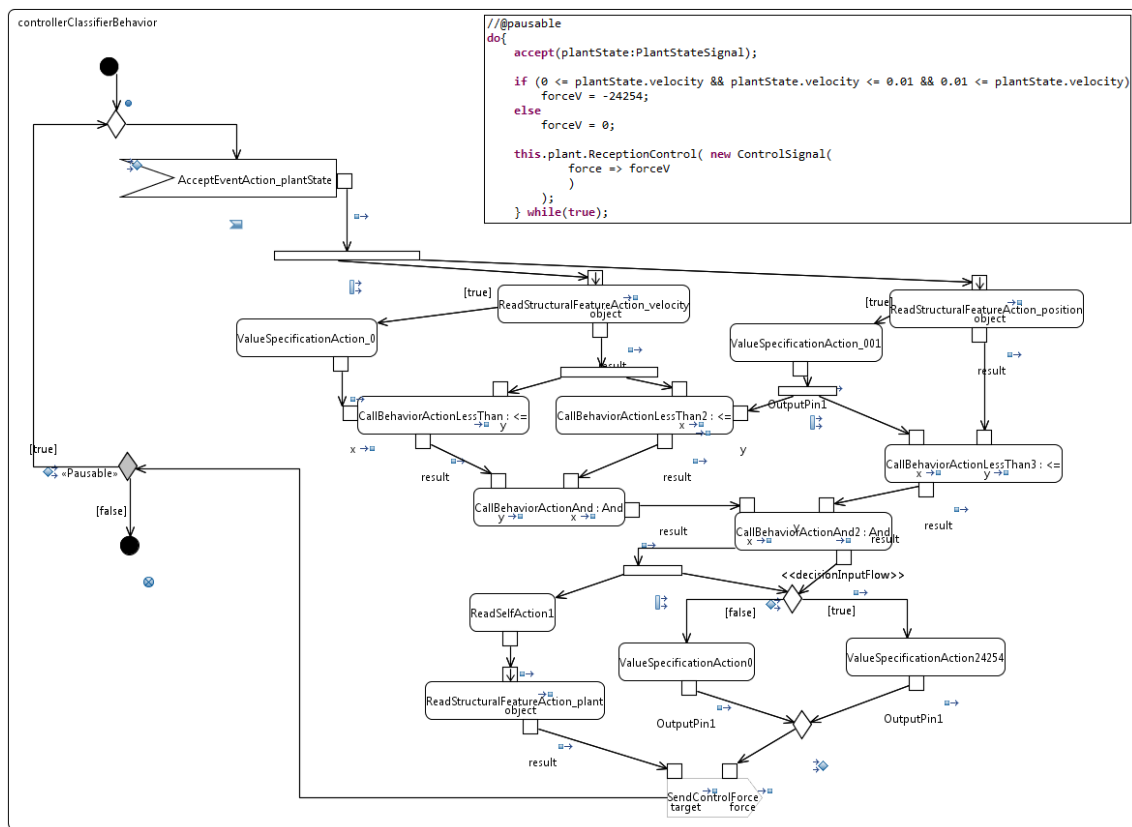 controllerClassifierBehavior
//@pausable
do{
accept(plantState:PlantStateSignal);
if (0 <= plantState.velocity && plantState.velocity <= 0.01 && 0.01 <= plantState.velocity)
forceV = -24254;
else
forceV = 0;
this.plant.ReceptionControl( new ControlSignal(
force => forceV
)
);
} while(true);
AcceptEventAction_plantState
[true]
ReadStructuralFeatureAction_velocity
object
[true]
ReadStructuralFeatureAction_position
object
ValueSpecificationAction_0
ValueSpecificationAction_001
result
result
OutputPin1
CallBehaviorActionLessThan : <=
y
x
CallBehaviorActionLessThan2 : <=
x
y
CallBehaviorActionLessThan3 : <=
x
y
[true]
«Pausable»
[false]
result
result
result
CallBehaviorActionAnd : And
y
x
result
CallBehaviorActionAnd2 : And
x
y
result
<<decisionInputFlow>>
ReadSelfAction1
[false]
[true]
ValueSpecificationAction0
ValueSpecificationAction24254
ReadStructuralFeatureAction_plant
object
OutputPin1
OutputPin1
result
SendControlForce
target
force